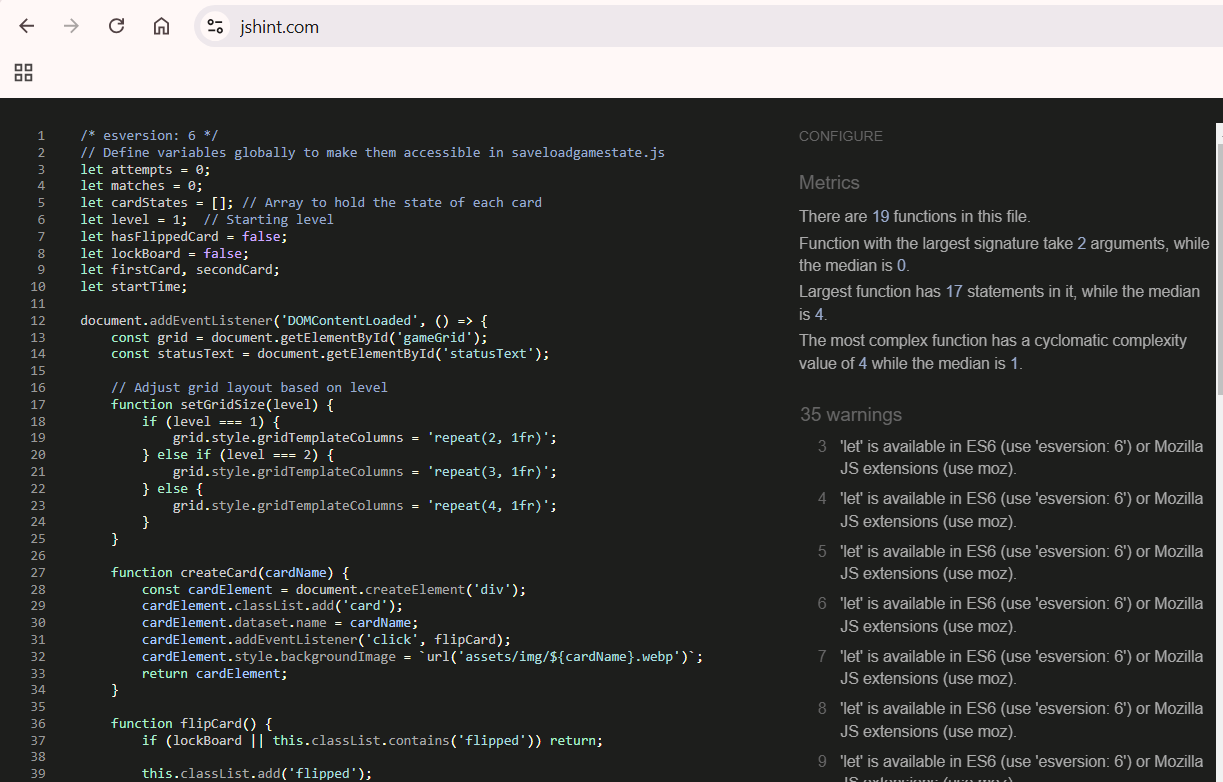 jshint.com
1 /* esversion: 6 */
2 // Define variables globally to make them accessible in saveloadgamestate.js
3 let attempts = 0;
4 let matches = 0;
5 let cardStates = []; // Array to hold the state of each card
6 let level = 1;  // Starting level
7 let hasFlippedCard = false;
8 let lockBoard = false;
9 let firstCard, secondCard;
10 let startTime;
11
12 document.addEventListener('DOMContentLoaded', () => {
13     const grid = document.getElementById('gameGrid');
14     const statusText = document.getElementById('statusText');
15
16     // Adjust grid layout based on level
17     function setGridSize(level) {
18         if (level === 1) {
19             grid.style.gridTemplateColumns = 'repeat(2, 1fr)';
20         } else if (level === 2) {
21             grid.style.gridTemplateColumns = 'repeat(3, 1fr)';
22         } else {
23             grid.style.gridTemplateColumns = 'repeat(4, 1fr)';
24         }
25     }
26
27     function createCard(cardName) {
28         const cardElement = document.createElement('div');
29         cardElement.classList.add('card');
30         cardElement.dataset.name = cardName;
31         cardElement.addEventListener('click', flipCard);
32         cardElement.style.backgroundImage = `url('assets/img/${cardName}.webp')`;
33         return cardElement;
34     }
35
36     function flipCard() {
37         if (lockBoard || this.classList.contains('flipped')) return;
38
39         this.classList.add('flipped');
CONFIGURE
Metrics
There are 19 functions in this file.
Function with the largest signature take 2 arguments, while
the median is 0.
Largest function has 17 statements in it, while the median
is 4.
The most complex function has a cyclomatic complexity
value of 4 while the median is 1.
35 warnings
3 'let' is available in ES6 (use 'esversion: 6') or Mozilla
JS extensions (use moz).
4 'let' is available in ES6 (use 'esversion: 6') or Mozilla
JS extensions (use moz).
5 'let' is available in ES6 (use 'esversion: 6') or Mozilla
JS extensions (use moz).
6 'let' is available in ES6 (use 'esversion: 6') or Mozilla
JS extensions (use moz).
7 'let' is available in ES6 (use 'esversion: 6') or Mozilla
JS extensions (use moz).
8 'let' is available in ES6 (use 'esversion: 6') or Mozilla
JS extensions (use moz).
9 'let' is available in ES6 (use 'esversion: 6') or Mozilla